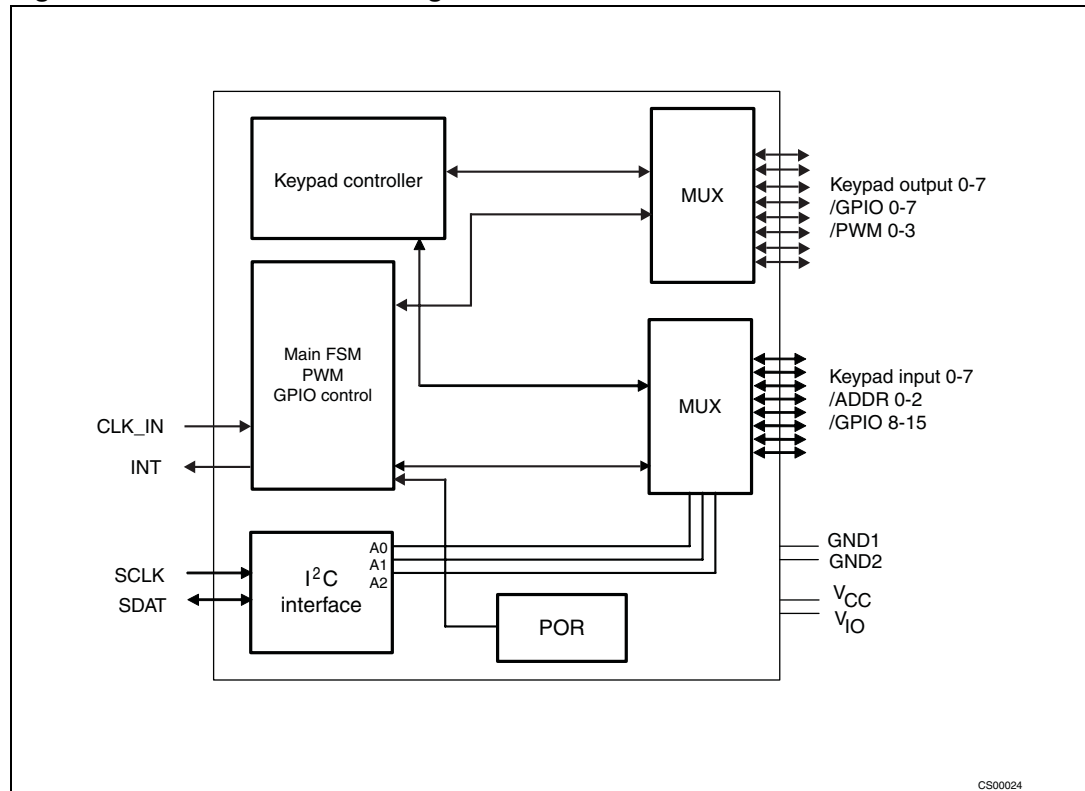 Keypad controller
MUX
Keypad output 0-7
/GPIO 0-7
/PWM 0-3
Main FSM
PWM
GPIO control
MUX
Keypad input 0-7
/ADDR 0-2
/GPIO 8-15
CLK_IN
INT
SCLK
SDAT
I²C
interface
A0
A1
A2
POR
GND1
GND2
VCC
VIO
CS00024